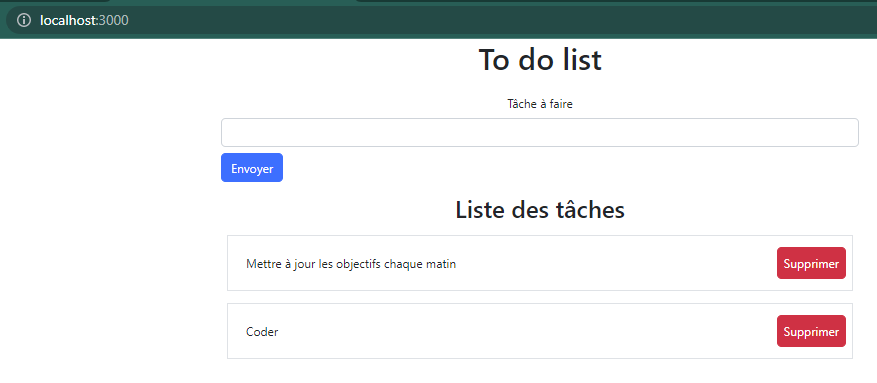 localhost:3000
To do list
Tâche à faire
Envoyer
Liste des tâches
Mettre à jour les objectifs chaque matin
Supprimer
Coder
Supprimer